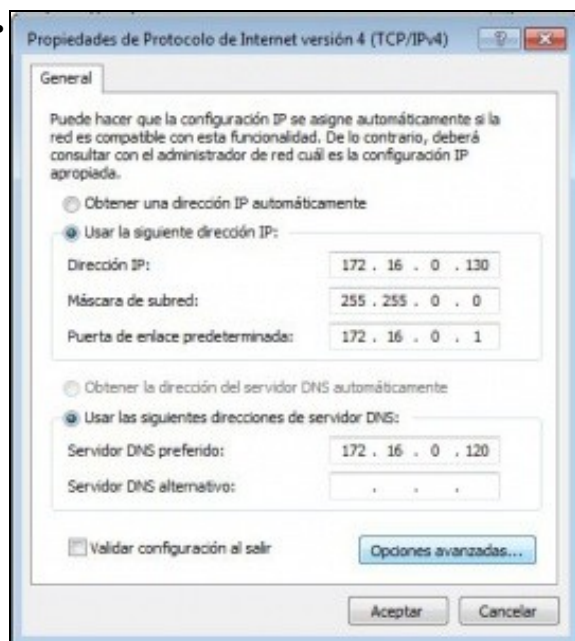 Propiedades de Protocolo de Internet versión 4 (TCP/IPv4)
General
Puede hacer que la configuración IP se asigne automáticamente si la
red es compatible con esta funcionalidad. De lo contrario, deberá
consultar con el administrador de red cuál es la configuración IP
apropiada.
Obtener una dirección IP automáticamente
Usar la siguiente dirección IP:
Dirección IP: 172 . 16 . 0 . 130
Máscara de subred: 255 . 255 . 0 . 0
Puerta de enlace predeterminada: 172 . 16 . 0 . 1
Obtener la dirección del servidor DNS automáticamente
Usar las siguientes direcciones de servidor DNS:
Servidor DNS preferido: 172 . 16 . 0 . 120
Servidor DNS alternativo: . . .
Validar configuración al salir
Opciones avanzadas...
Aceptar Cancelar